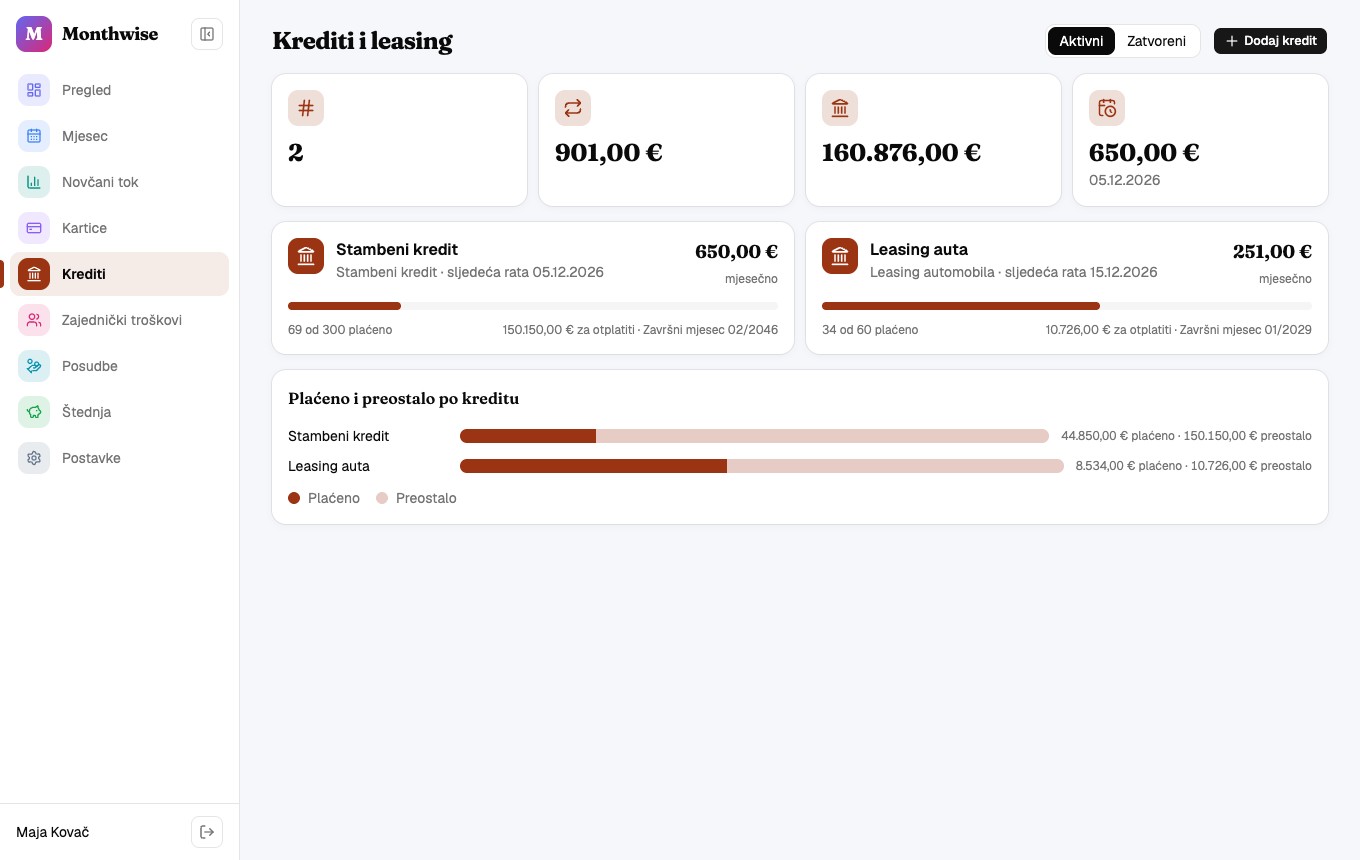 M Monthwise
Pregled
Mjesec
Novčani tok
Kartice
Krediti
Zajednički troškovi
Posudbe
Štednja
Postavke
Maja Kovač
Krediti i leasing
Aktivni Zatvoreni
Dodaj kredit
2
901,00 €
160.876,00 €
650,00 €
05.12.2026
Stambeni kredit 650,00 €
Stambeni kredit · sljedeća rata 05.12.2026 mjesečno
69 od 300 plaćeno 150.150,00 € za otplatiti · Završni mjesec 02/2046
Leasing auta 251,00 €
Leasing automobila · sljedeća rata 15.12.2026 mjesečno
34 od 60 plaćeno 10.726,00 € za otplatiti · Završni mjesec 01/2029
Plaćeno i preostalo po kreditu
Stambeni kredit 44.850,00 € plaćeno · 150.150,00 € preostalo
Leasing auta 8.534,00 € plaćeno · 10.726,00 € preostalo
Plaćeno Preostalo